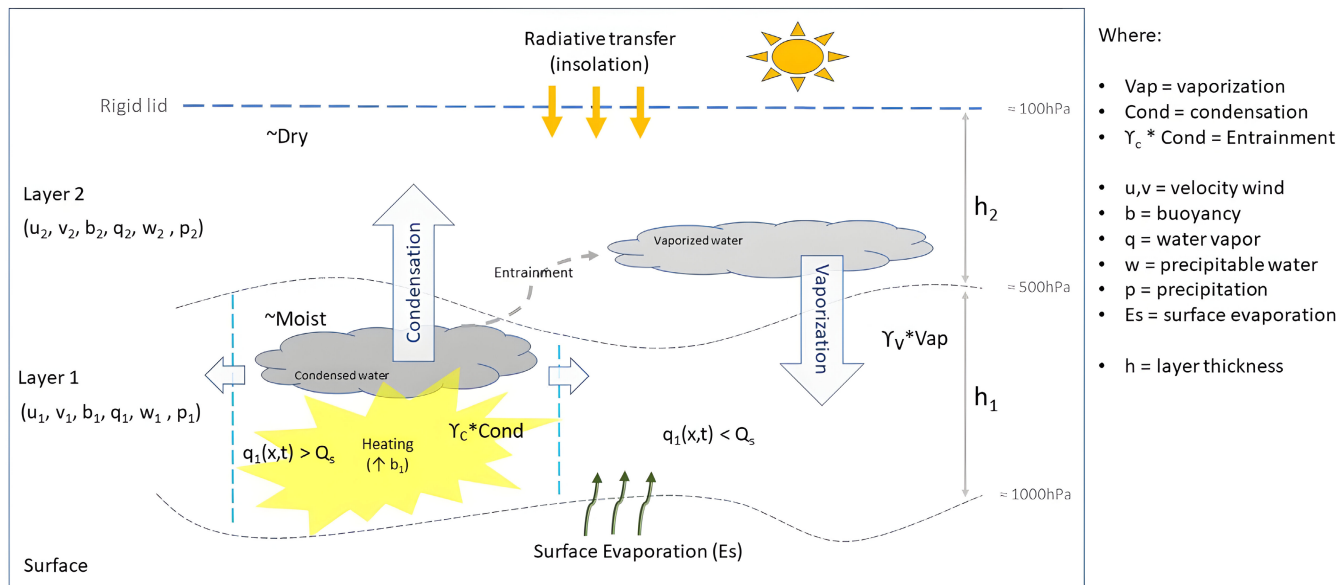 Radiative transfer
(insolation)
Rigid lid
≈ 100hPa
~Dry
Layer 2
(u₂, v₂, b₂, q₂, w₂ , p₂)
h₂
Condensation
Vaporized water
Entrainment
Vaporization
≈ 500hPa
~Moist
ϒᵥ*Vap
Layer 1
(u₁, v₁, b₁, q₁, w₁ , p₁)
Condensed water
h₁
ϒ_c*Cond
Heating
(↑ b₁)
q₁(x,t) > Qₛ
q₁(x,t) < Qₛ
≈ 1000hPa
Surface Evaporation (Es)
Surface
Where:
• Vap = vaporization
• Cond = condensation
• ϒ_c * Cond = Entrainment
• u,v = velocity wind
• b = buoyancy
• q = water vapor
• w = precipitable water
• p = precipitation
• Es = surface evaporation
• h = layer thickness